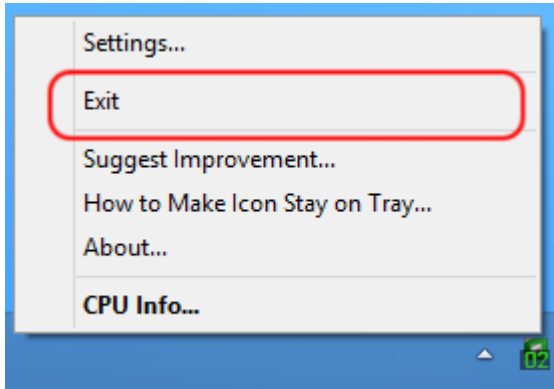 Settings...
Exit
Suggest Improvement...
How to Make Icon Stay on Tray...
About...
CPU Info...
02